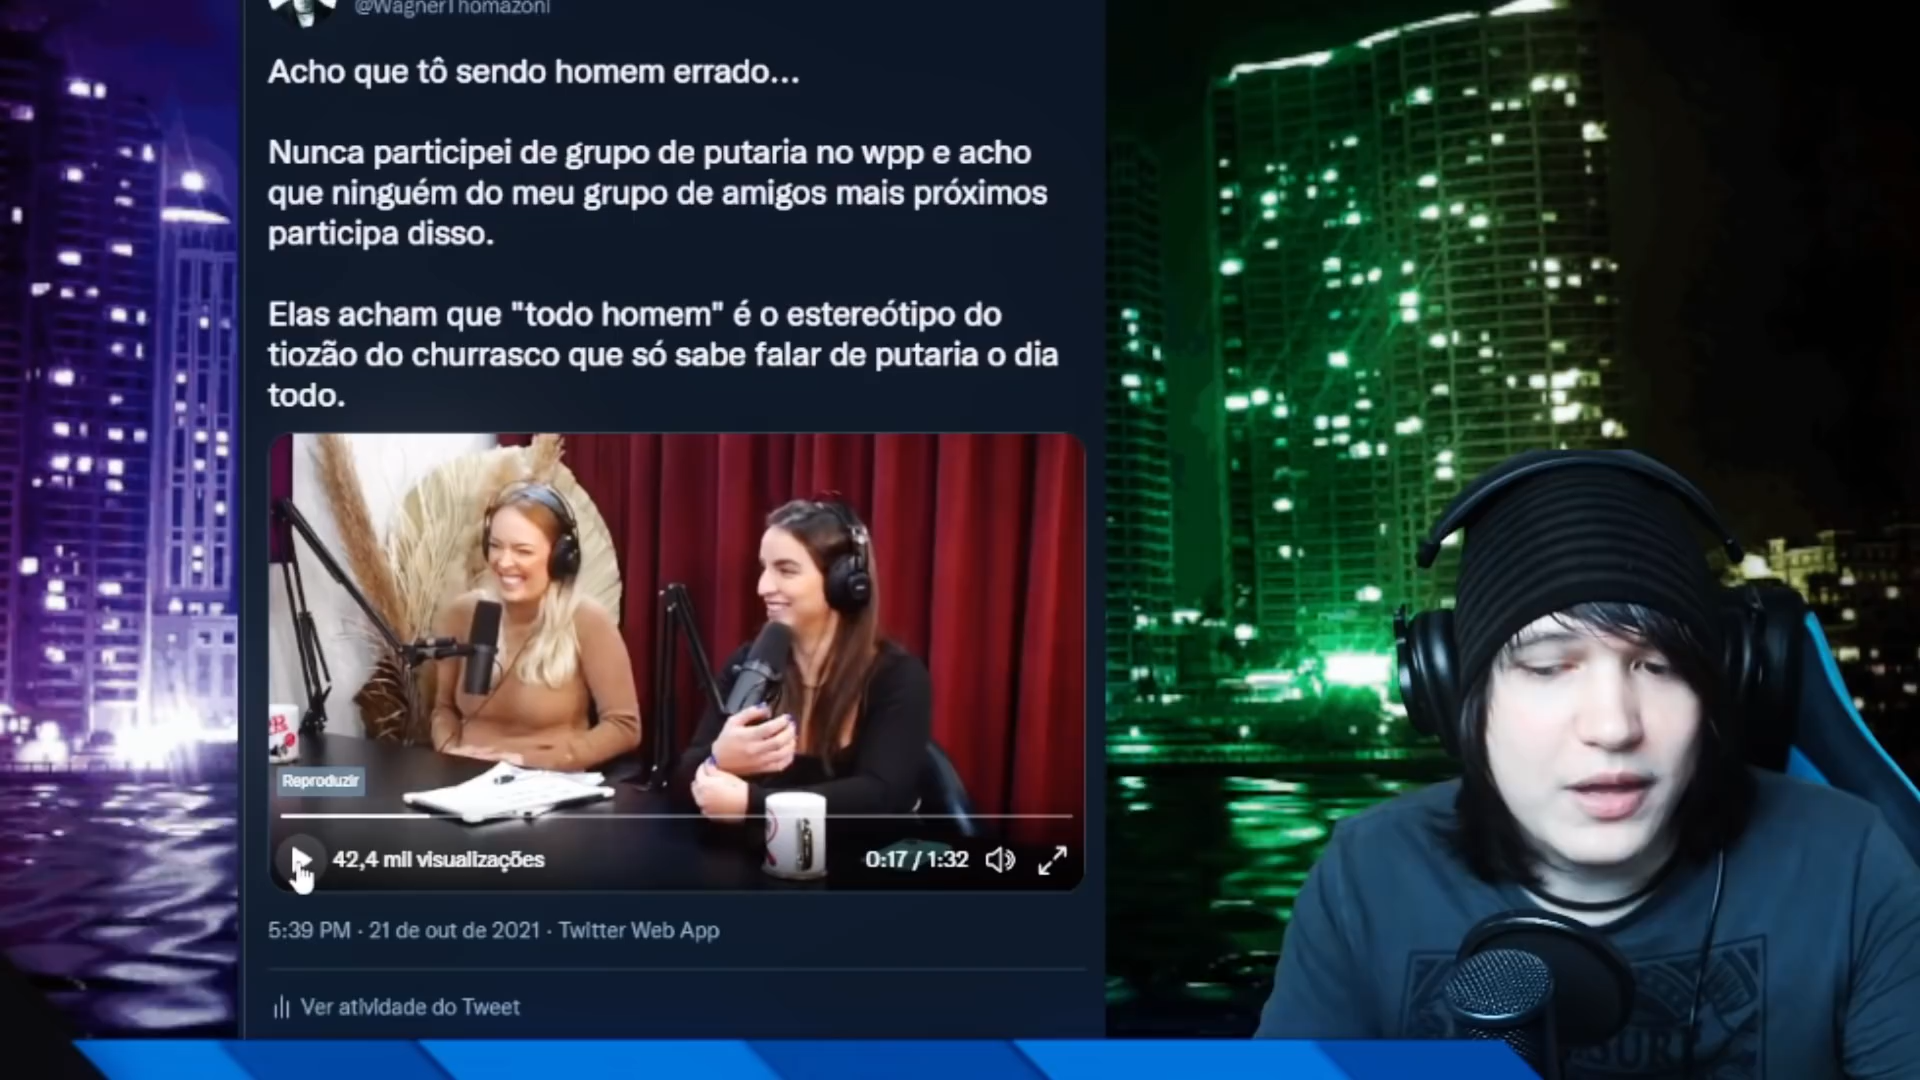 @WagnerThomazoni
Acho que tô sendo homem errado...
Nunca participei de grupo de putaria no wpp e acho
que ninguém do meu grupo de amigos mais próximos
participa disso.
Elas acham que "todo homem" é o estereótipo do
tiozão do churrasco que só sabe falar de putaria o dia
todo.
Reproduzir
42,4 mil visualizações
0:17 / 1:32
5:39 PM · 21 de out de 2021 · Twitter Web App
Ver atividade do Tweet